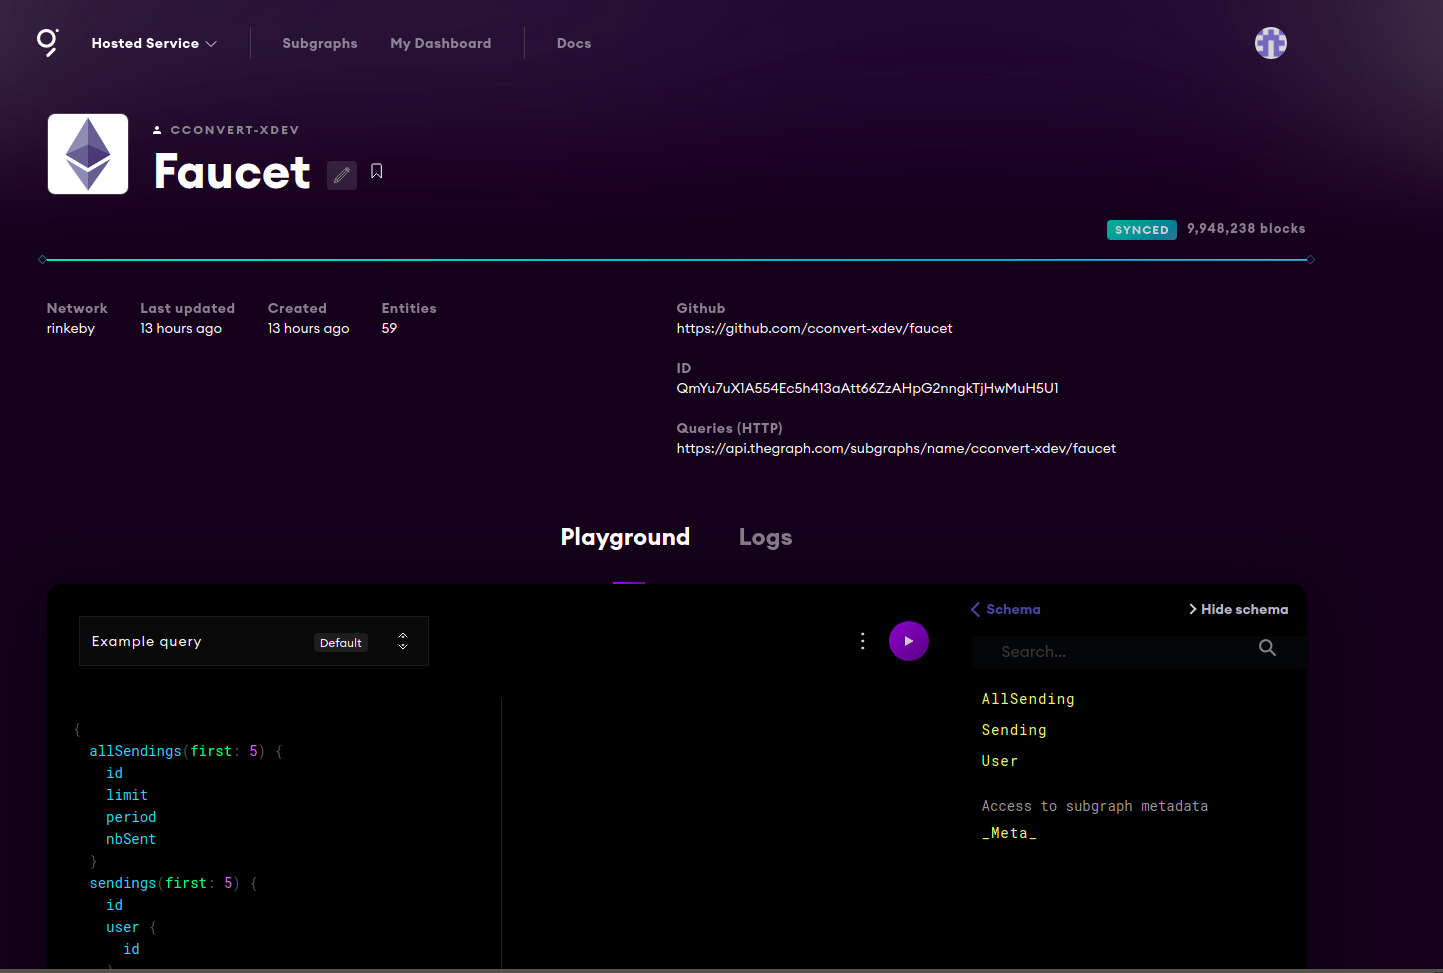 Hosted Service
Subgraphs
My Dashboard
Docs
CCONVERT-XDEV
Faucet
SYNCED 9,948,238 blocks
Network
rinkeby
Last updated
13 hours ago
Created
13 hours ago
Entities
59
Github
https://github.com/cconvert-xdev/faucet
ID
QmYu7uX1A554Ec5h413aAtt66ZzAHpG2nngkTjHwMuH5U1
Queries (HTTP)
https://api.thegraph.com/subgraphs/name/cconvert-xdev/faucet
Playground
Logs
Example query
Default
{
allSendings(first: 5) {
id
limit
period
nbSent
}
sendings(first: 5) {
id
user {
id
}
Schema
Hide schema
Search...
AllSending
Sending
User
Access to subgraph metadata
_Meta_